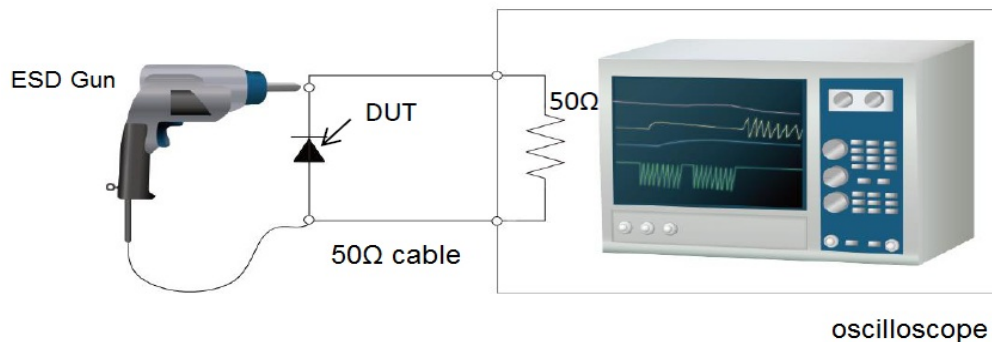 ESD Gun
DUT
50Ω
50Ω cable
oscilloscope